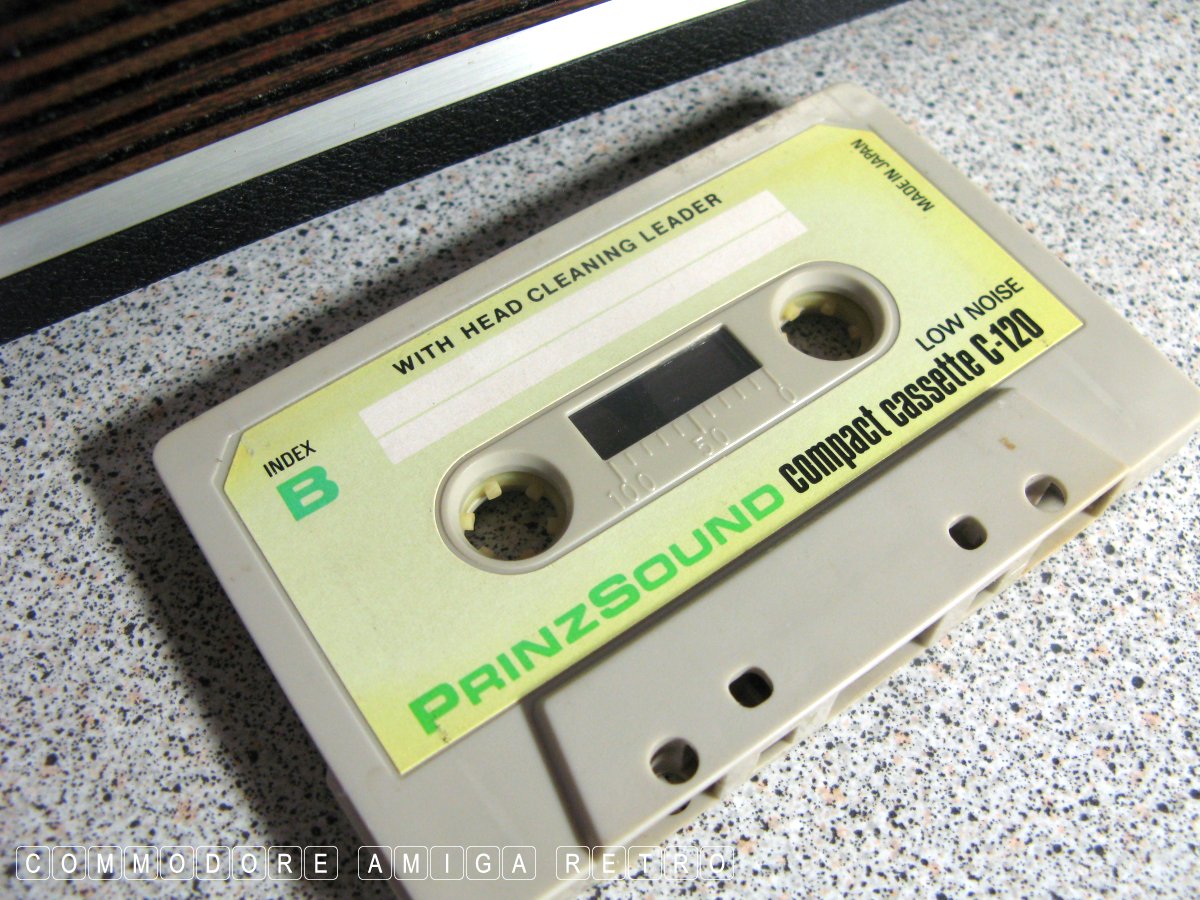 MADE IN JAPAN
WITH HEAD CLEANING LEADER
INDEX
B
100 50 0
LOW NOISE
PRINZSOUND compact cassette C-120
COMMODORE AMIGA RETRO